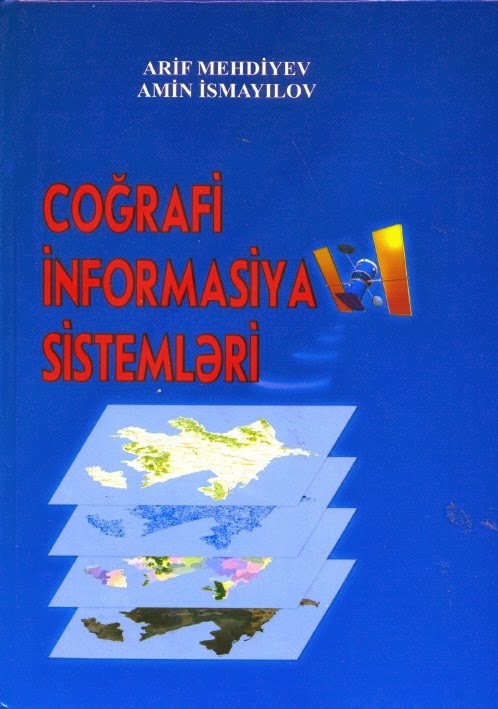 ARİF MEHDİYEV
AMİN İSMAYILOV
COĞRAFİ
İNFORMASİYA
SİSTEMLƏRİ